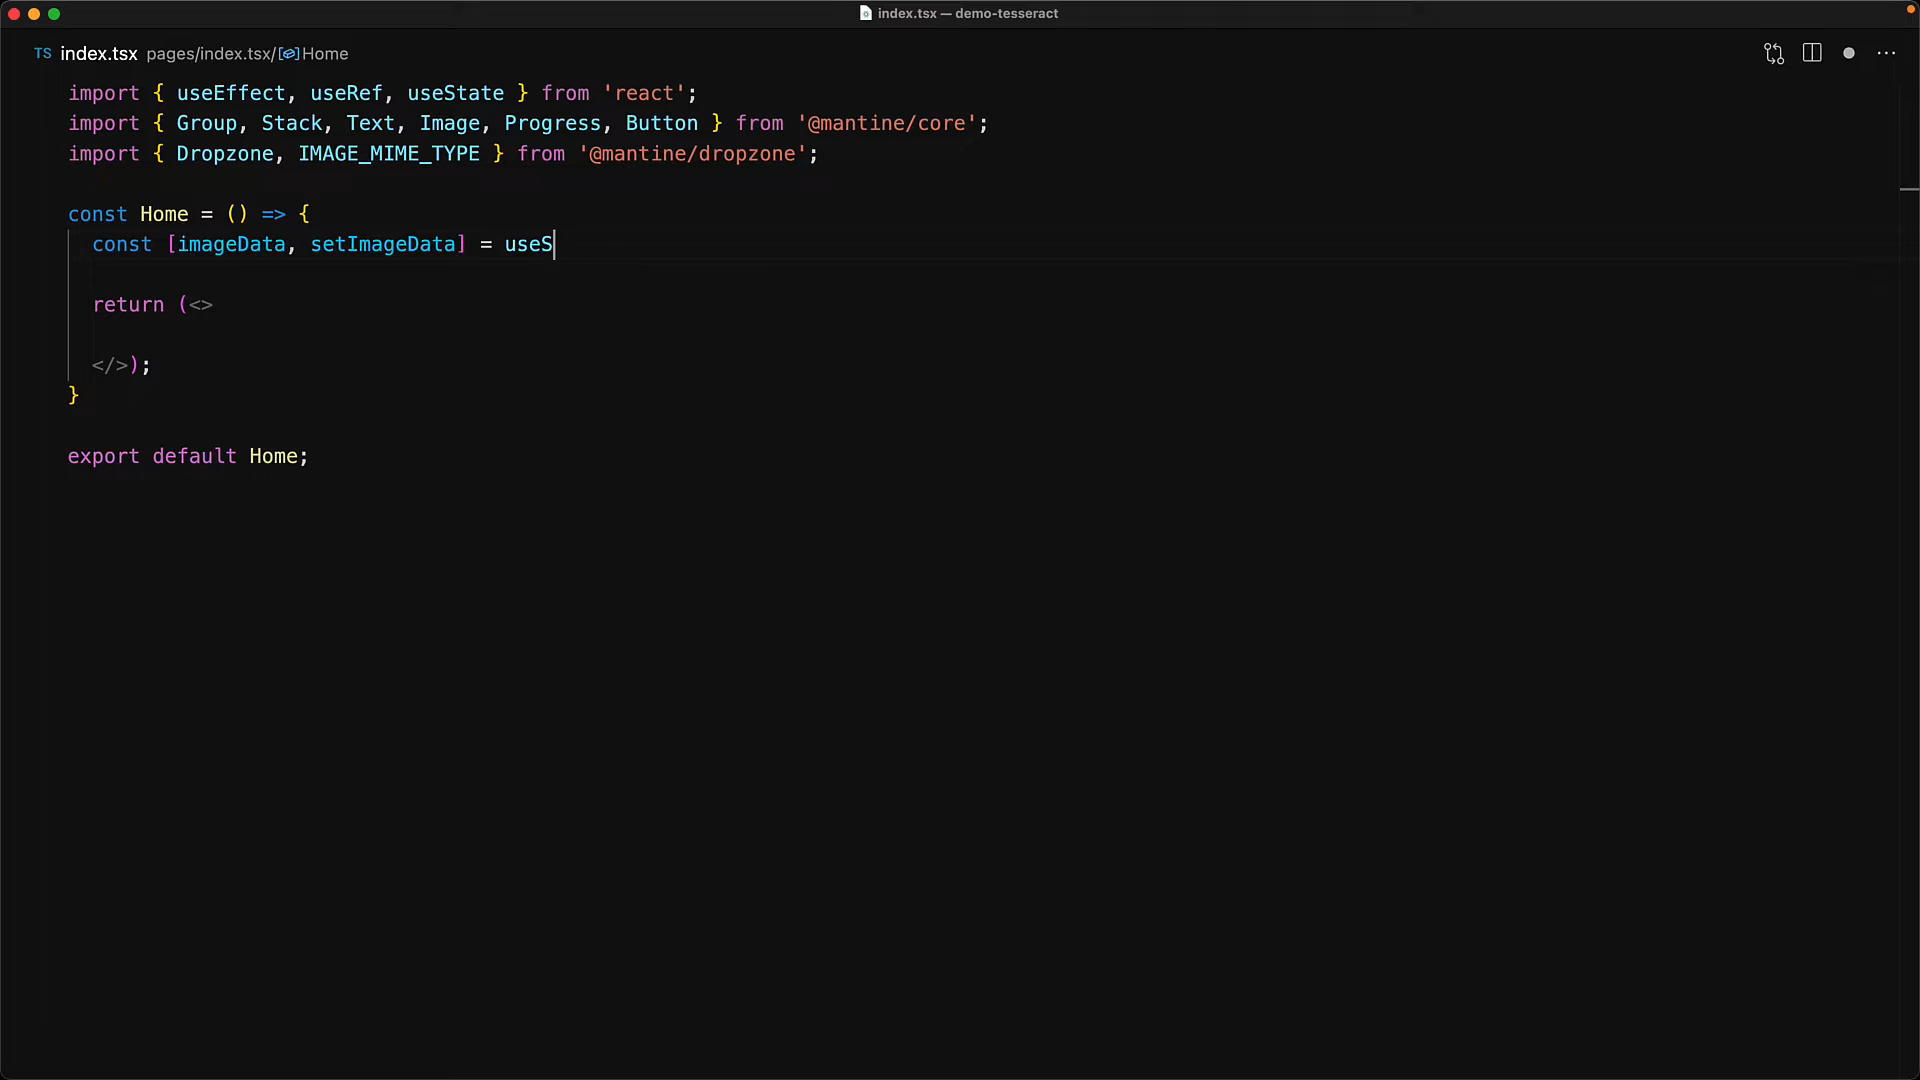 index.tsx — demo-tesseract
TS index.tsx pages/index.tsx/Home
import { useEffect, useRef, useState } from 'react';
import { Group, Stack, Text, Image, Progress, Button } from '@mantine/core';
import { Dropzone, IMAGE_MIME_TYPE } from '@mantine/dropzone';
const Home = () => {
const [imageData, setImageData] = useS
return (<>
</>);
}
export default Home;